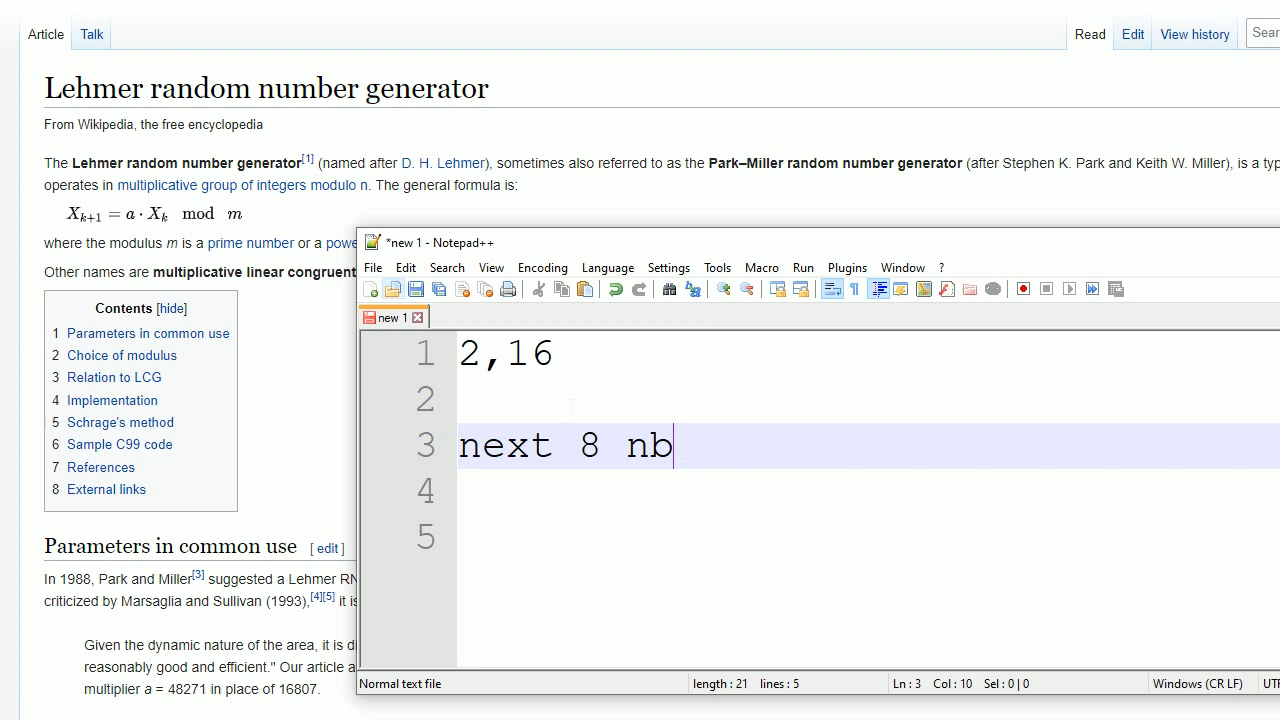 Article Talk Read Edit View history Sear
Lehmer random number generator
From Wikipedia, the free encyclopedia
The Lehmer random number generator[1] (named after D. H. Lehmer), sometimes also referred to as the Park–Miller random number generator (after Stephen K. Park and Keith W. Miller), is a typ
operates in multiplicative group of integers modulo n. The general formula is:
X_{k+1} = a · X_k mod m
where the modulus m is a prime number or a powe
Other names are multiplicative linear congruent
Contents [hide]
1 Parameters in common use
2 Choice of modulus
3 Relation to LCG
4 Implementation
5 Schrage's method
6 Sample C99 code
7 References
8 External links
Parameters in common use [ edit ]
In 1988, Park and Miller[3] suggested a Lehmer RN
criticized by Marsaglia and Sullivan (1993),[4][5] it is
Given the dynamic nature of the area, it is di
reasonably good and efficient." Our article a
multiplier a = 48271 in place of 16807.
*new 1 - Notepad++
File Edit Search View Encoding Language Settings Tools Macro Run Plugins Window ?
new 1
1 2,16
2
3 next 8 nb
4
5
Normal text file length : 21 lines : 5 Ln : 3 Col : 10 Sel : 0 | 0 Windows (CR LF) UTF